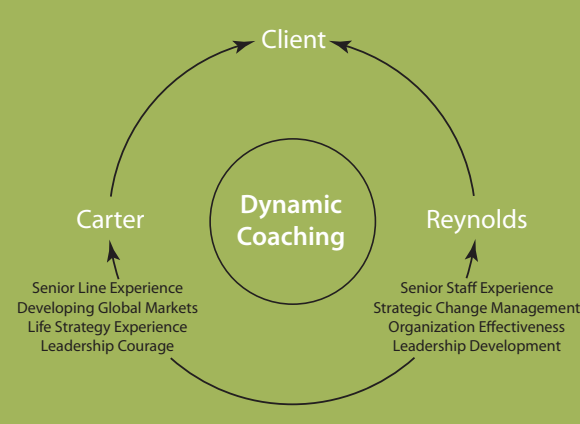 Client
Dynamic
Coaching
Carter
Reynolds
Senior Line Experience
Developing Global Markets
Life Strategy Experience
Leadership Courage
Senior Staff Experience
Strategic Change Management
Organization Effectiveness
Leadership Development